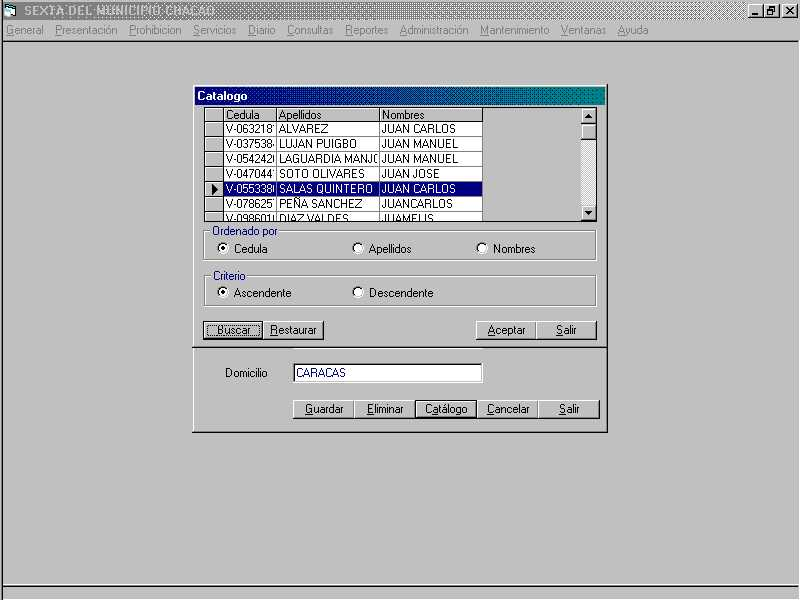 SEXTA DEL MUNICIPIO CHACAO
General Presentación Prohibicion Servicios Diario Consultas Reportes Administración Mantenimiento Ventanas Ayuda
Catalogo
Cedula Apellidos Nombres
V-063218 ALVAREZ JUAN CARLOS
V-037538 LUJAN PUIGBO JUAN MANUEL
V-054242 LAGUARDIA MANJ JUAN MANUEL
V-047044 SOTO OLIVARES JUAN JOSE
V-055338 SALAS QUINTERO JUAN CARLOS
V-078625 PEÑA SANCHEZ JUANCARLOS
V-098601 DIAZ VALDES JUAMELIS
Ordenado por
Cedula Apellidos Nombres
Criterio
Ascendente Descendente
Buscar Restaurar Aceptar Salir
Domicilio CARACAS
Guardar Eliminar Catálogo Cancelar Salir